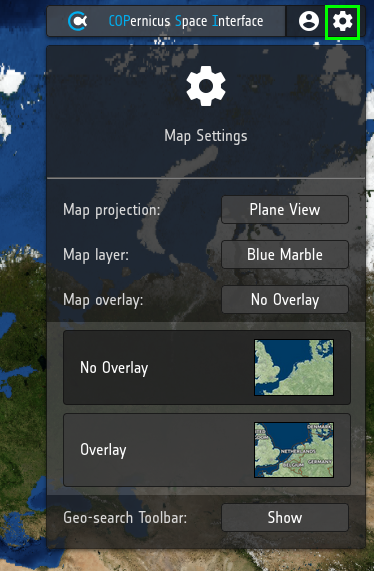 COPernicus Space Interface
Map Settings
Map projection: Plane View
Map layer: Blue Marble
Map overlay: No Overlay
No Overlay
Overlay
DENMARK
NETHERLANDS
BELGIUM
GERMANY
Geo-search Toolbar: Show